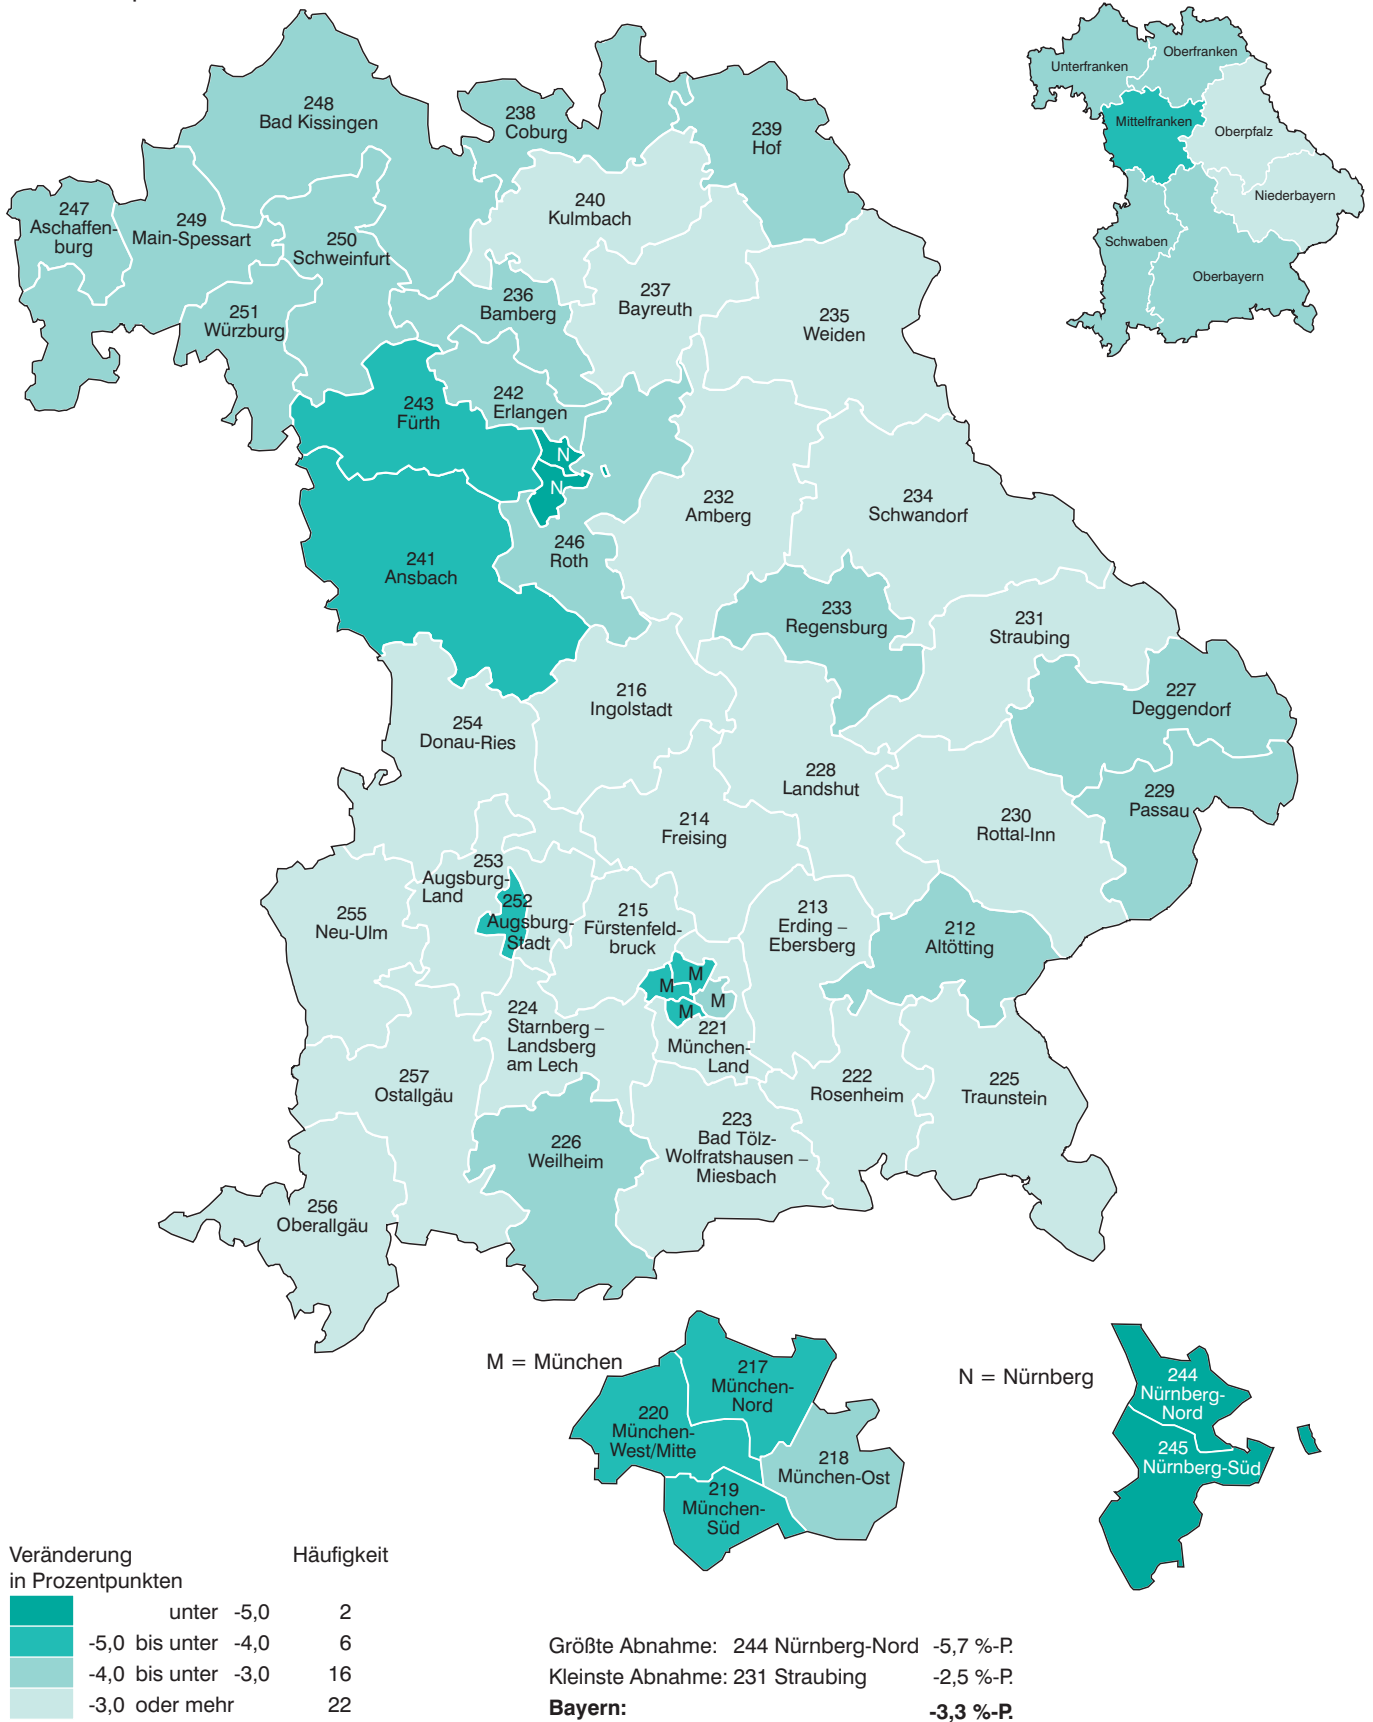 248
Bad Kissingen
238
Coburg
239
Hof
247
Aschaffen-
burg
249
Main-Spessart
250
Schweinfurt
240
Kulmbach
251
Würzburg
236
Bamberg
237
Bayreuth
235
Weiden
243
Fürth
242
Erlangen
N
N
241
Ansbach
246
Roth
232
Amberg
234
Schwandorf
233
Regensburg
231
Straubing
227
Deggendorf
216
Ingolstadt
254
Donau-Ries
228
Landshut
229
Passau
230
Rottal-Inn
214
Freising
253
Augsburg-
Land
252
Augsburg-
Stadt
255
Neu-Ulm
215
Fürstenfeld-
bruck
213
Erding –
Ebersberg
212
Altötting
M
M
M
M
221
München-
Land
224
Starnberg –
Landsberg
am Lech
257
Ostallgäu
222
Rosenheim
225
Traunstein
226
Weilheim
223
Bad Tölz-
Wolfratshausen –
Miesbach
256
Oberallgäu
Unterfranken
Oberfranken
Mittelfranken
Oberpfalz
Niederbayern
Schwaben
Oberbayern
M = München
217
München-
Nord
220
München-
West/Mitte
218
München-Ost
219
München-
Süd
N = Nürnberg
244
Nürnberg-
Nord
245
Nürnberg-Süd
Veränderung Häufigkeit
in Prozentpunkten
unter -5,0 2
-5,0 bis unter -4,0 6
-4,0 bis unter -3,0 16
-3,0 oder mehr 22
Größte Abnahme: 244 Nürnberg-Nord -5,7 %-P.
Kleinste Abnahme: 231 Straubing -2,5 %-P.
Bayern: -3,3 %-P.